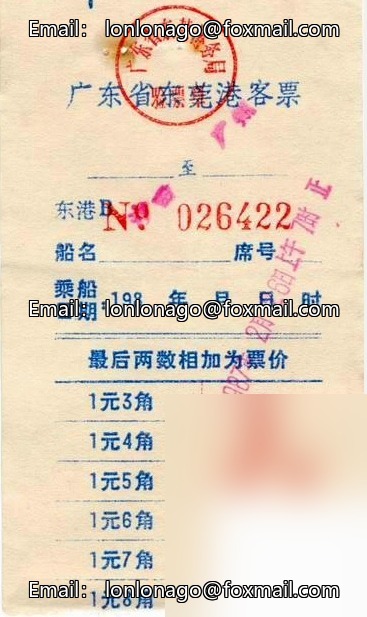 Email： lonlonago@foxmail.com
广东省东莞港客票
至
东港B № 026422
船名 席号
乘船日期 198 年 月 日 时
Email： lonlonago@foxmail.com
最后两数相加为票价
1元3角
1元4角
1元5角
1元6角
1元7角
Email： lonlonago@foxmail.com
1元8角